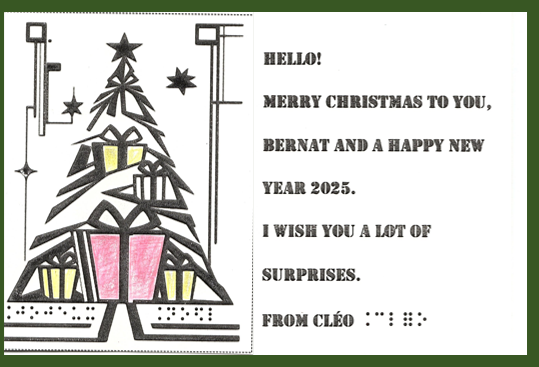 HELLO!
MERRY CHRISTMAS TO YOU,
BERNAT AND A HAPPY NEW
YEAR 2025.
I WISH YOU A LOT OF
SURPRISES.
FROM CLÉO